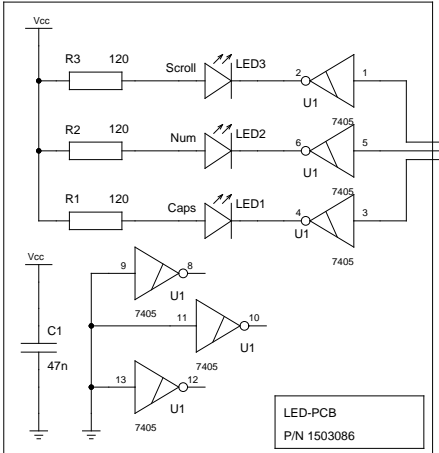 Vcc
R3 120 Scroll LED3 2 1
U1
7405
R2 120 Num LED2 6 5
U1
7405
R1 120 Caps LED1 4 3
U1
7405
Vcc
9 8
U1
7405
11 10
U1
7405
C1
47n
13 12
U1
7405
LED-PCB
P/N 1503086